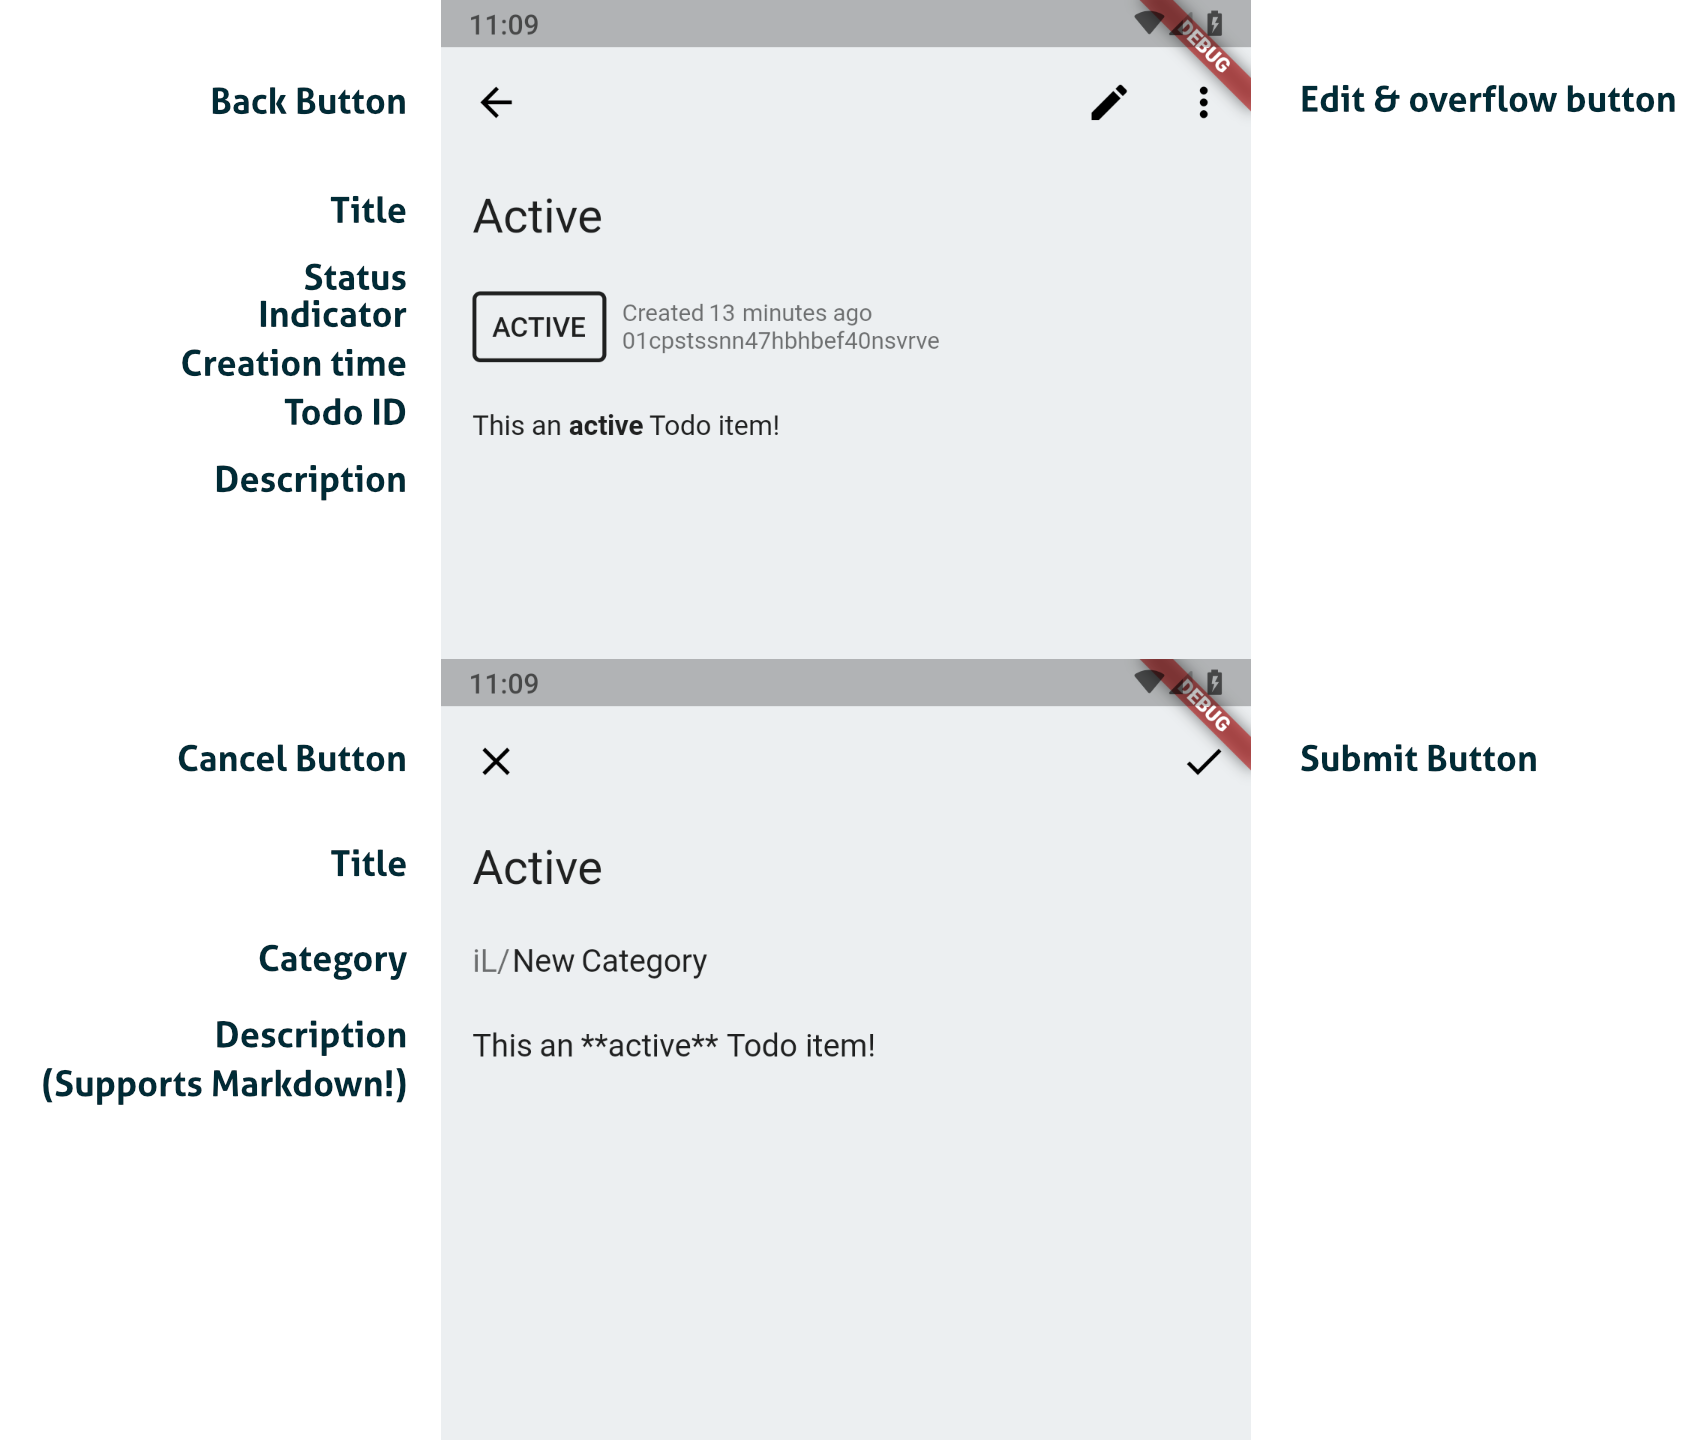 11:09
DEBUG
Back Button
Edit & overflow button
Title
Active
Status
Indicator
ACTIVE
Created 13 minutes ago
01cpstssnn47hbhbef40nsvrve
Creation time
Todo ID
This an active Todo item!
Description
11:09
DEBUG
Cancel Button
Submit Button
Title
Active
Category
iL/New Category
Description
(Supports Markdown!)
This an **active** Todo item!